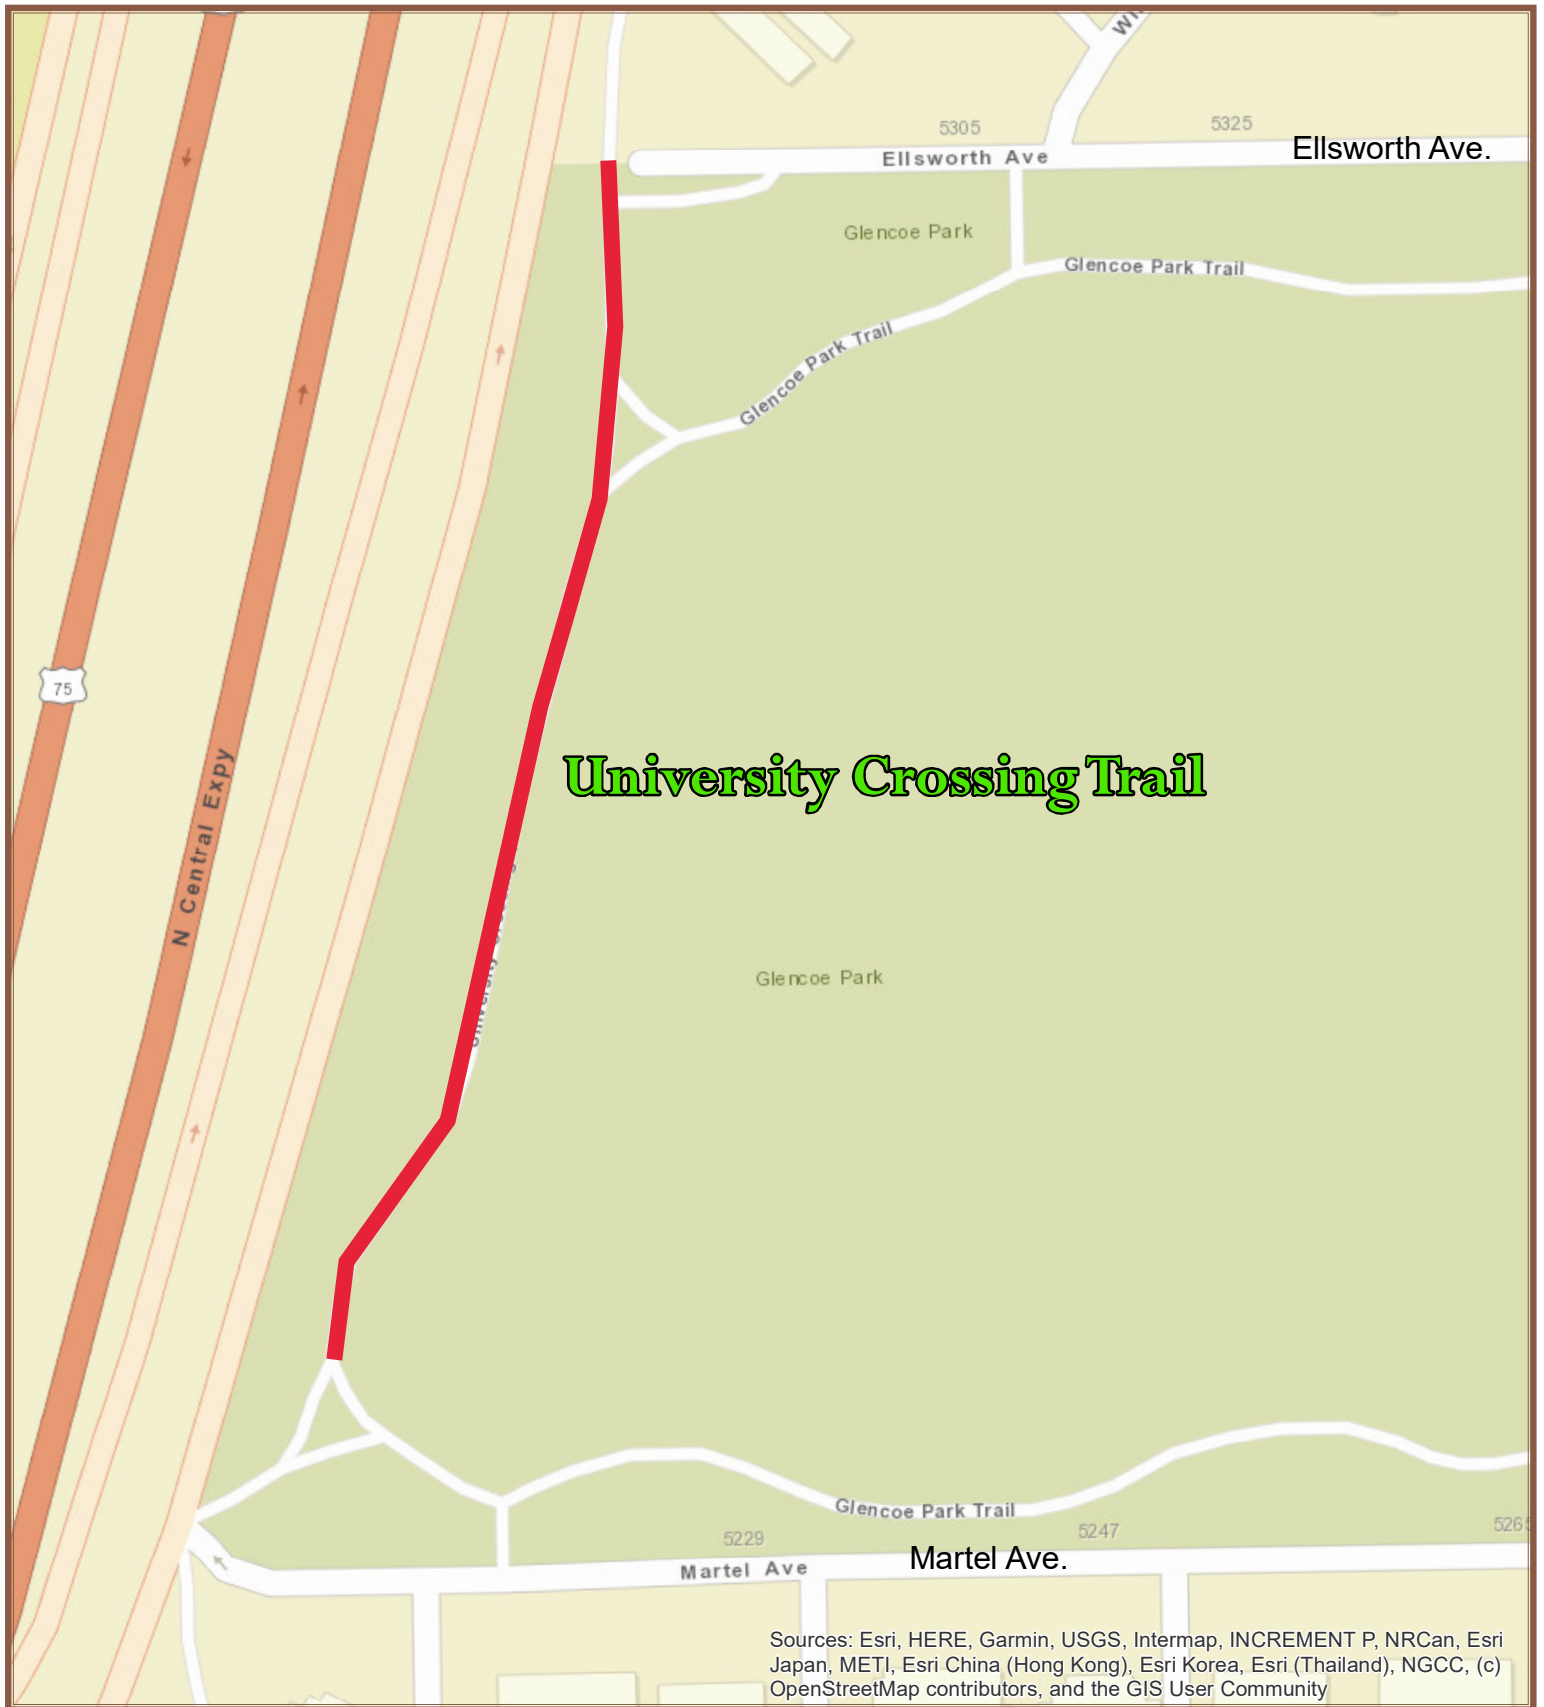 5305
5325
Ellsworth Ave
Ellsworth Ave.
Glencoe Park
Glencoe Park Trail
Glencoe Park Trail
75
N Central Expy
University Crossing Trail
Glencoe Park
Glencoe Park Trail
5229
5247
Martel Ave
Martel Ave.
Sources: Esri, HERE, Garmin, USGS, Intermap, INCREMENT P, NRCan, Esri
Japan, METI, Esri China (Hong Kong), Esri Korea, Esri (Thailand), NGCC, (c)
OpenStreetMap contributors, and the GIS User Community